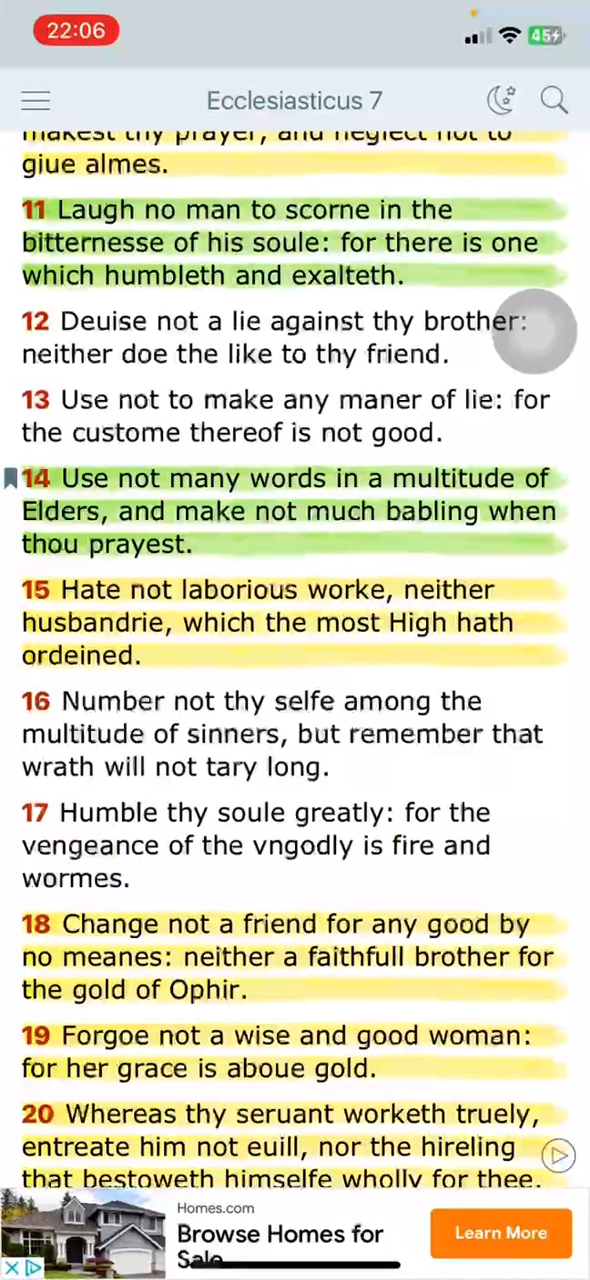 22:06
45
Ecclesiasticus 7
makest thy prayer, and neglect not to
giue almes.
11 Laugh no man to scorne in the
bitternesse of his soule: for there is one
which humbleth and exalteth.
12 Deuise not a lie against thy brother:
neither doe the like to thy friend.
13 Use not to make any maner of lie: for
the custome thereof is not good.
14 Use not many words in a multitude of
Elders, and make not much babling when
thou prayest.
15 Hate not laborious worke, neither
husbandrie, which the most High hath
ordeined.
16 Number not thy selfe among the
multitude of sinners, but remember that
wrath will not tary long.
17 Humble thy soule greatly: for the
vengeance of the vngodly is fire and
wormes.
18 Change not a friend for any good by
no meanes: neither a faithfull brother for
the gold of Ophir.
19 Forgoe not a wise and good woman:
for her grace is aboue gold.
20 Whereas thy seruant worketh truely,
entreate him not euill, nor the hireling
that bestoweth himselfe wholly for thee.
Homes.com
Browse Homes for
Sale
Learn More